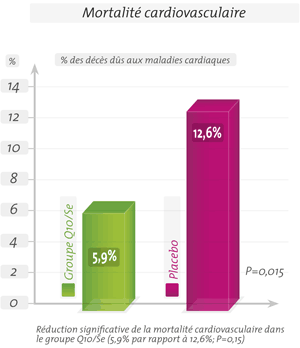 Mortalité cardiovasculaire
% % des décès dûs aux maladies cardiaques
14
12
10
8
6
4
2
0
Groupe Q10/Se
5,9%
Placebo
12,6%
P=0,015
Réduction significative de la mortalité cardiovasculaire dans
le groupe Q10/Se (5,9% par rapport à 12,6%; P=0,15)